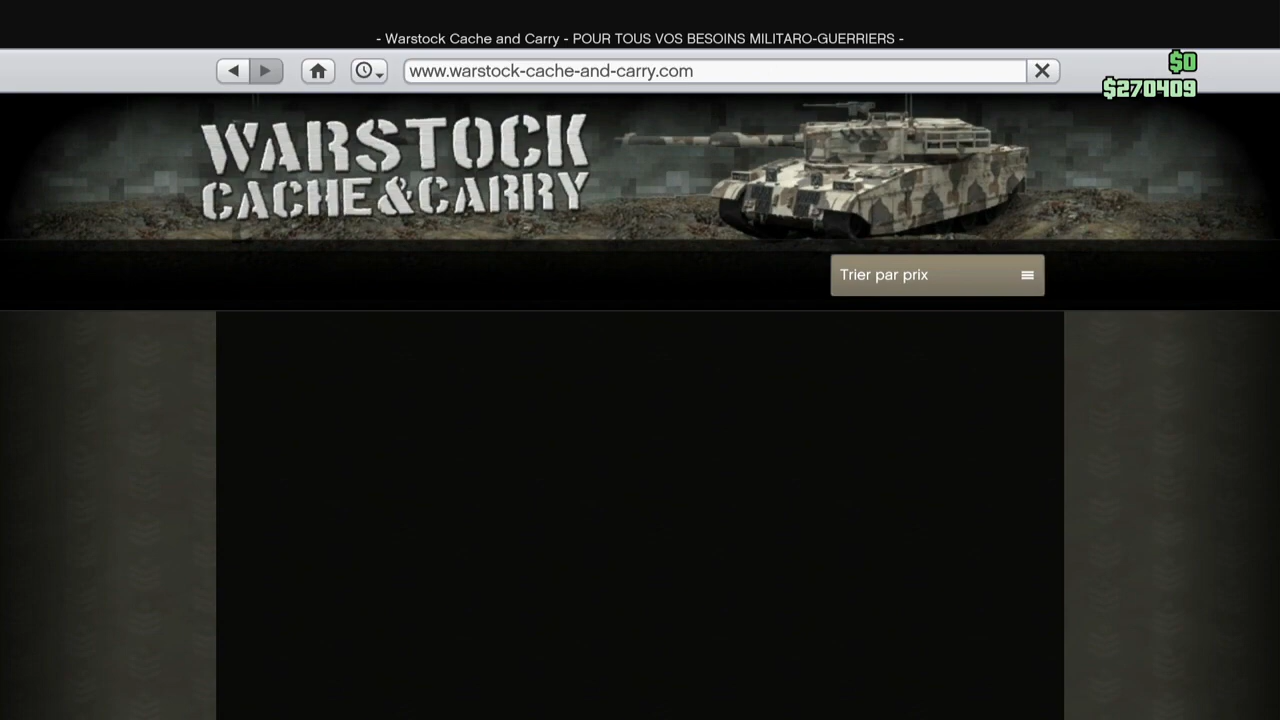 - Warstock Cache and Carry - POUR TOUS VOS BESOINS MILITARO-GUERRIERS -
www.warstock-cache-and-carry.com
$0
$270409
WARSTOCK
CACHE&CARRY
Trier par prix